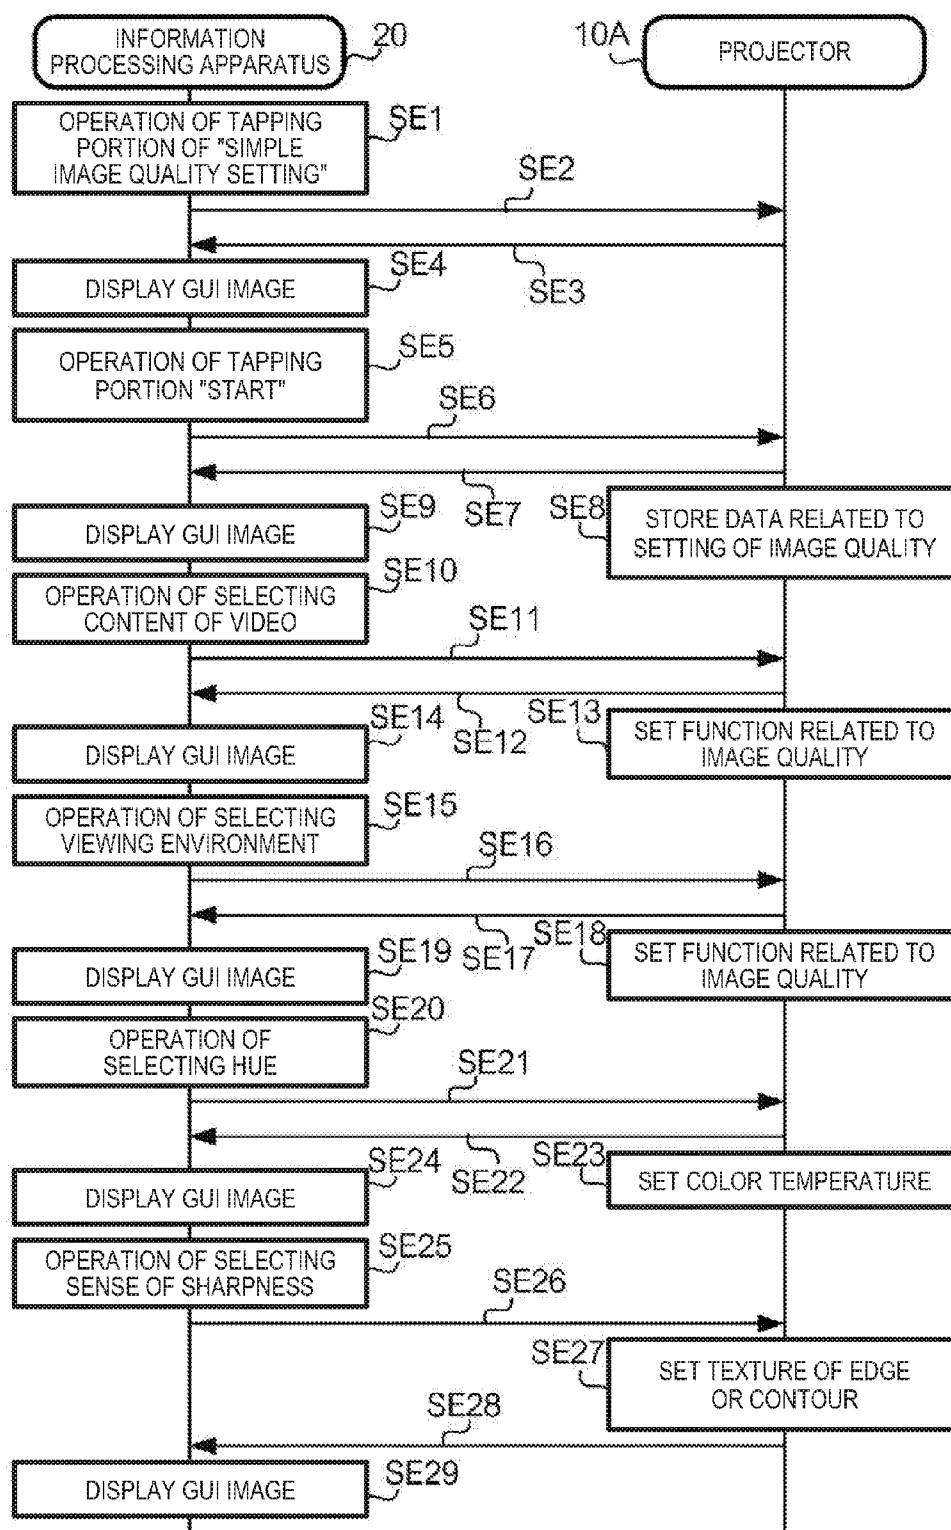 INFORMATION
PROCESSING APPARATUS
20
10A
PROJECTOR
OPERATION OF TAPPING
PORTION OF "SIMPLE
IMAGE QUALITY SETTING"
SE1
SE2
SE3
DISPLAY GUI IMAGE
SE4
OPERATION OF TAPPING
PORTION "START"
SE5
SE6
SE7
SE8
STORE DATA RELATED TO
SETTING OF IMAGE QUALITY
DISPLAY GUI IMAGE
SE9
OPERATION OF SELECTING
CONTENT OF VIDEO
SE10
SE11
SE12
SE13
SET FUNCTION RELATED TO
IMAGE QUALITY
DISPLAY GUI IMAGE
SE14
OPERATION OF SELECTING
VIEWING ENVIRONMENT
SE15
SE16
SE17
SE18
SET FUNCTION RELATED TO
IMAGE QUALITY
DISPLAY GUI IMAGE
SE19
OPERATION OF
SELECTING HUE
SE20
SE21
SE22
SE23
SET COLOR TEMPERATURE
DISPLAY GUI IMAGE
SE24
OPERATION OF SELECTING
SENSE OF SHARPNESS
SE25
SE26
SE27
SET TEXTURE OF EDGE
OR CONTOUR
SE28
DISPLAY GUI IMAGE
SE29